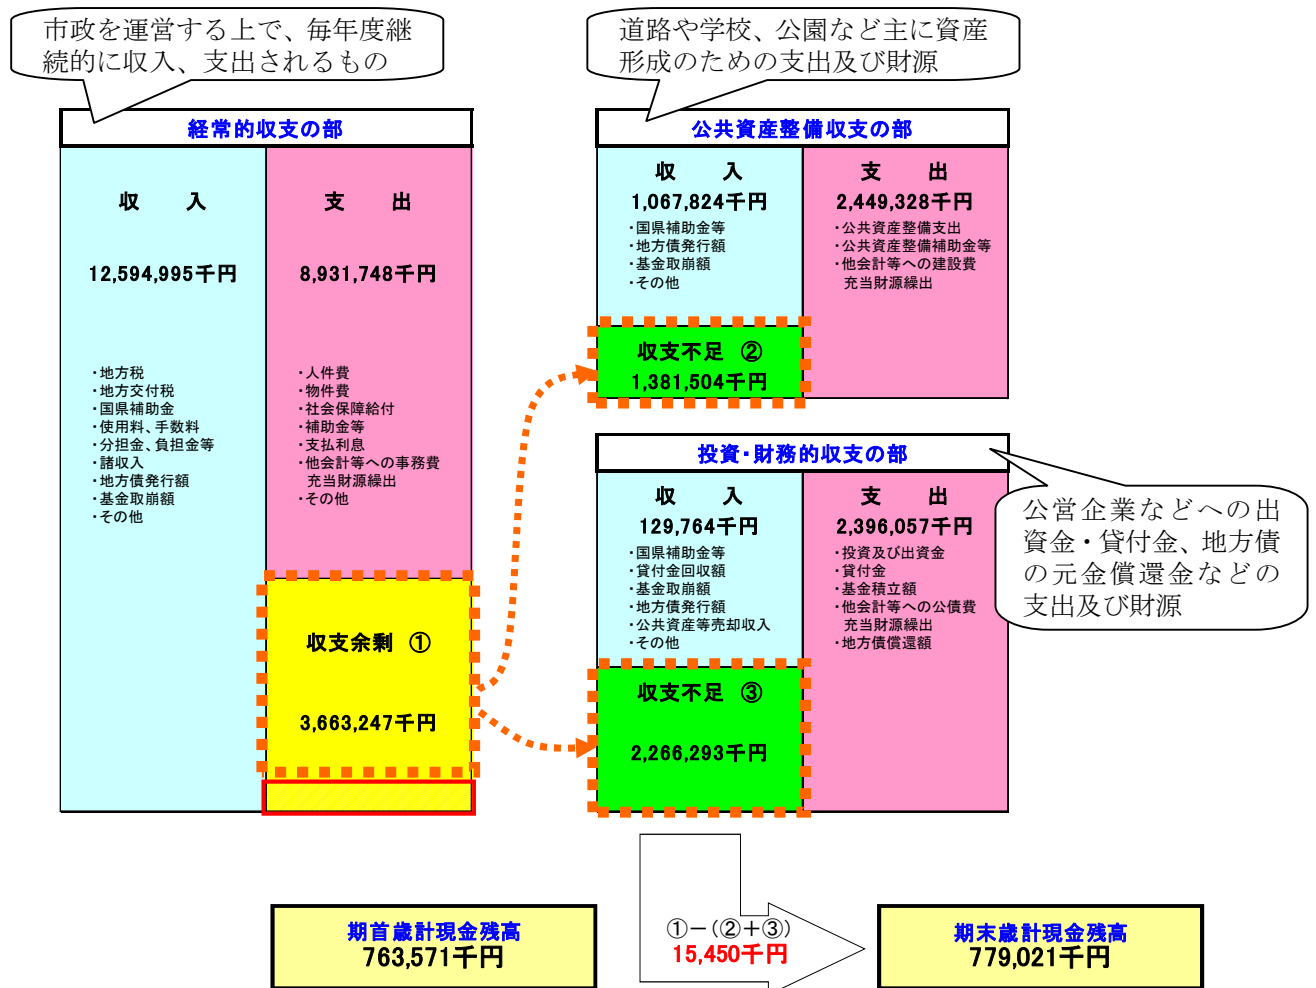 市政を運営する上で、毎年度継
続的に収入、支出されるもの
道路や学校、公園など主に資産
形成のための支出及び財源
経常的収支の部
収 入
支 出
12,594,995千円
8,931,748千円
・地方税
・地方交付税
・国県補助金
・使用料、手数料
・分担金、負担金等
・諸収入
・地方債発行額
・基金取崩額
・その他
・人件費
・物件費
・社会保障給付
・補助金等
・支払利息
・他会計等への事務費
充当財源繰出
・その他
収支余剰 ①
3,663,247千円
公共資産整備収支の部
収 入
1,067,824千円
・国県補助金等
・地方債発行額
・基金取崩額
・その他
支 出
2,449,328千円
・公共資産整備支出
・公共資産整備補助金等
・他会計等への建設費
充当財源繰出
収支不足 ②
1,381,504千円
投資・財務的収支の部
収 入
129,764千円
・国県補助金等
・貸付金回収額
・基金取崩額
・地方債発行額
・公共資産等売却収入
・その他
支 出
2,396,057千円
・投資及び出資金
・貸付金
・基金積立額
・他会計等への公債費
充当財源繰出
・地方債償還額
収支不足 ③
2,266,293千円
公営企業などへの出
資金・貸付金、地方債
の元金償還金などの
支出及び財源
期首歳計現金残高
763,571千円
①－(②＋③)
15,450千円
期末歳計現金残高
779,021千円